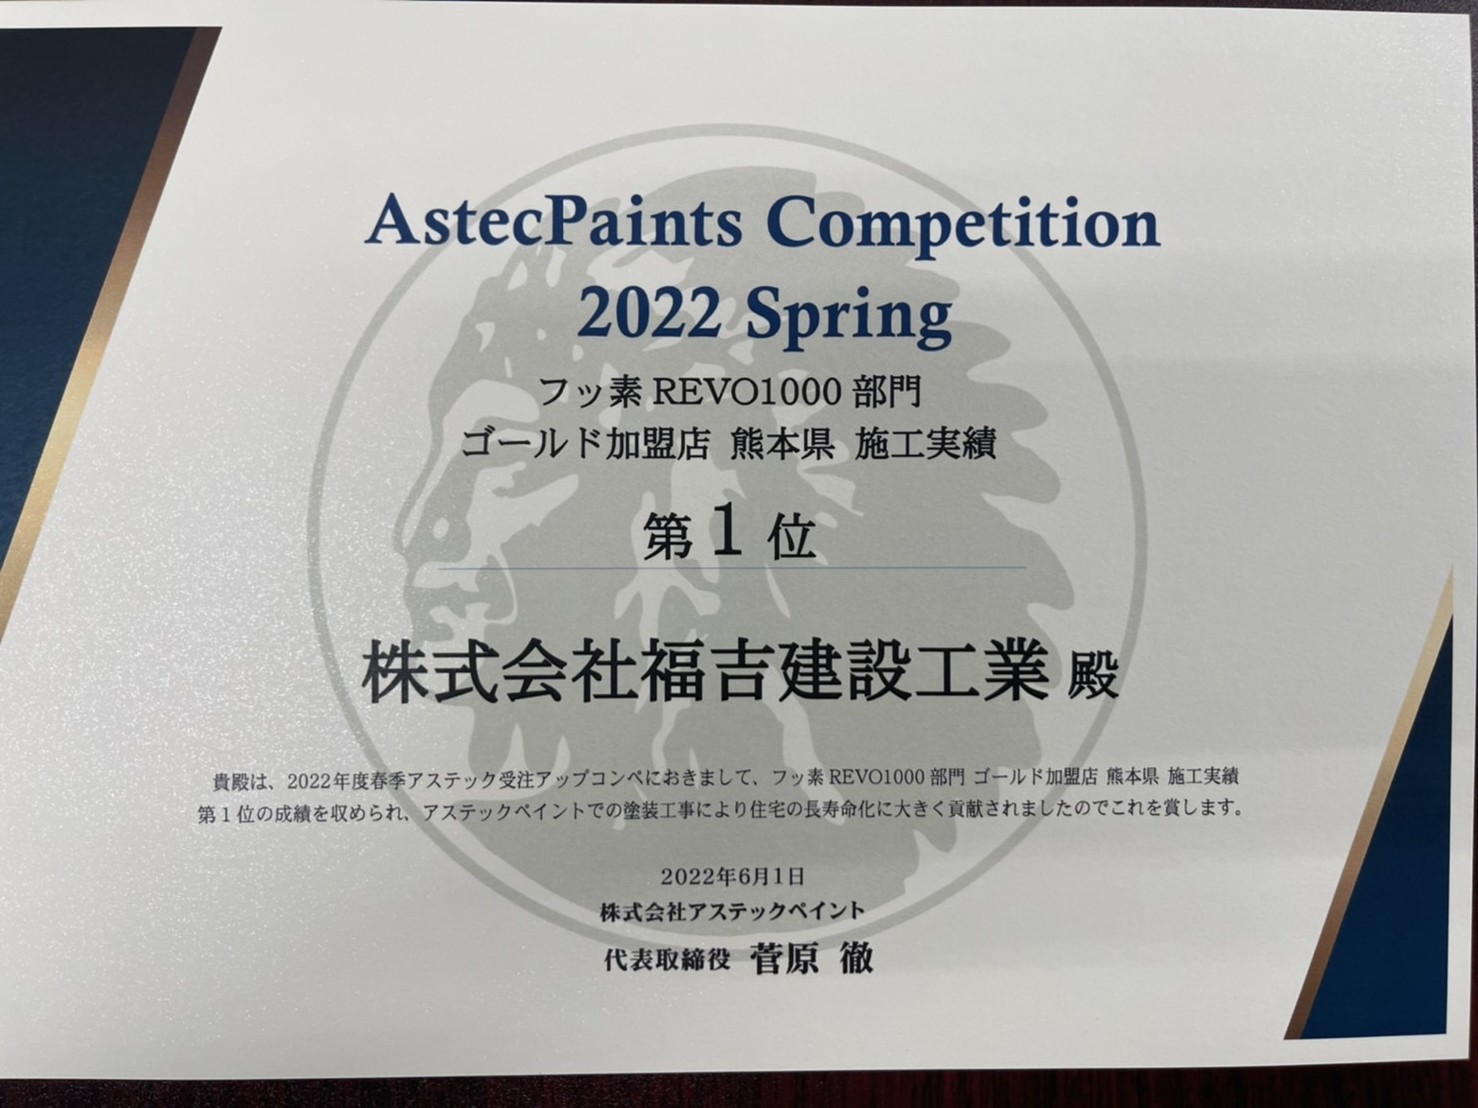 AstecPaints Competition
2022 Spring
フッ素 REVO1000 部門
ゴールド加盟店 熊本県 施工実績
第 1 位
株式会社福吉建設工業 殿
貴殿は、2022年度春季アステック受注アップコンペにおきまして、フッ素 REVO1000 部門 ゴールド加盟店 熊本県 施工実績
第 1 位の成績を収められ、アステックペイントでの塗装工事により住宅の長寿命化に大きく貢献されましたのでこれを賞します。
2022年6月1日
株式会社アステックペイント
代表取締役 菅原 徹